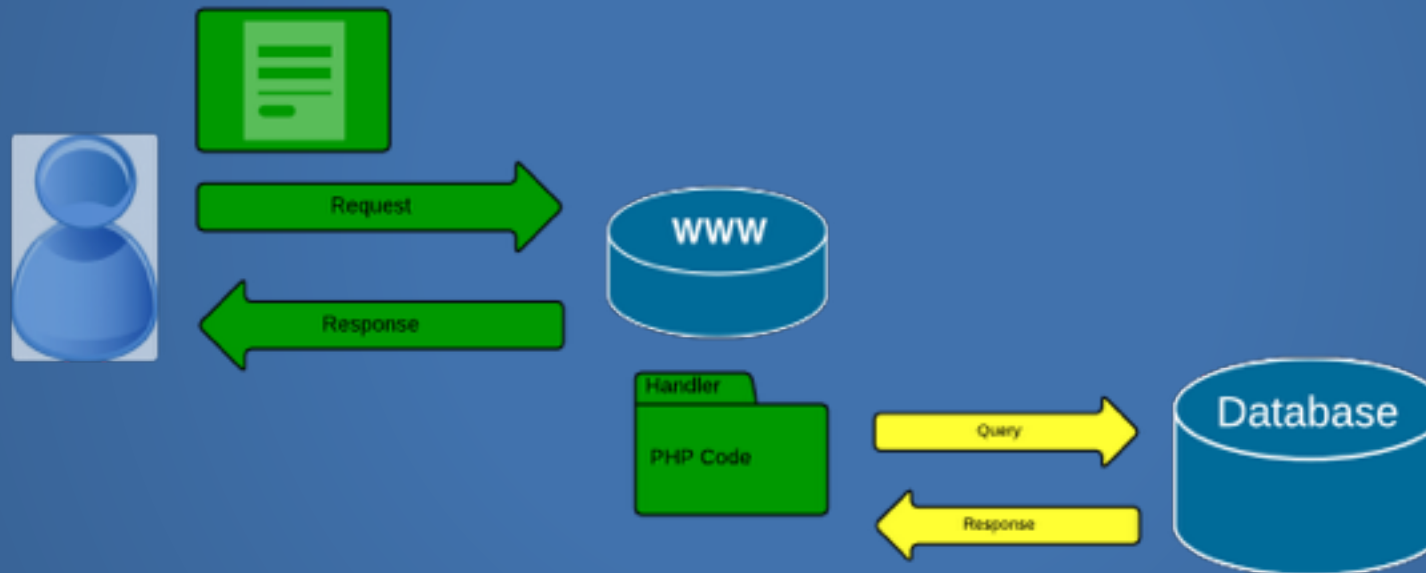 Request
WWW
Response
Handler
PHP Code
Query
Database
Response